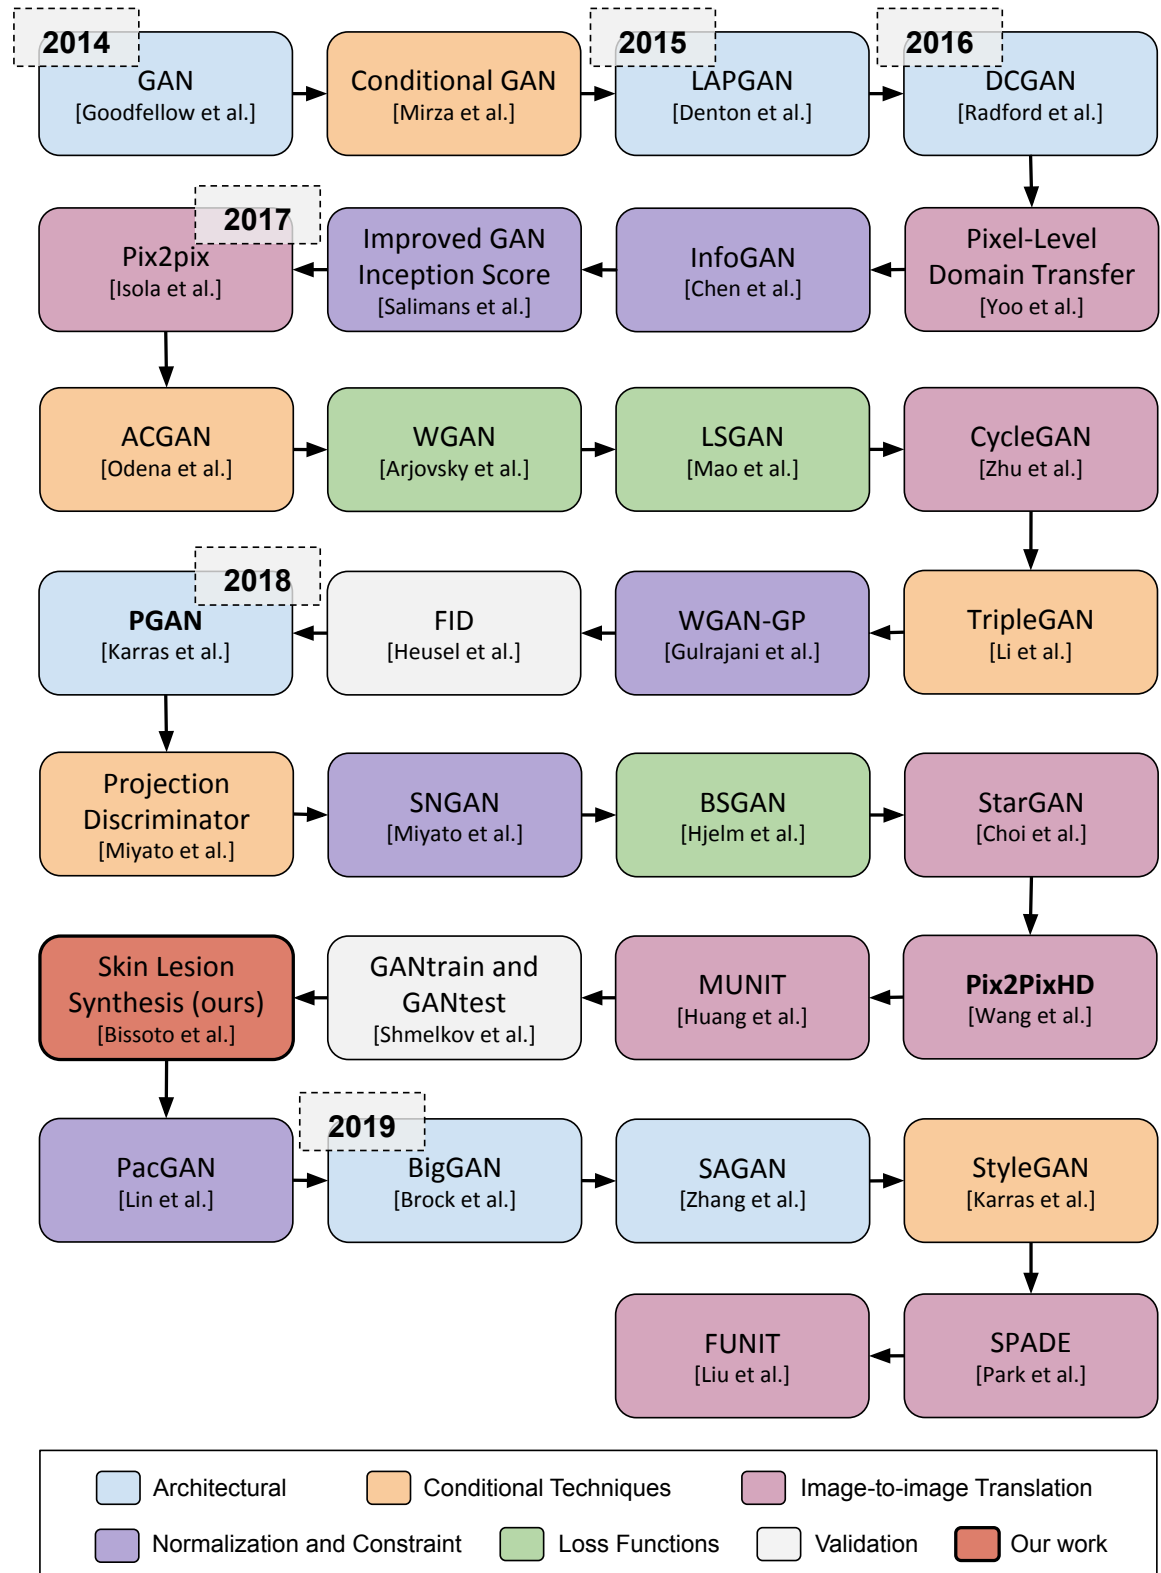 2014
GAN
[Goodfellow et al.]
Conditional GAN
[Mirza et al.]
2015
LAPGAN
[Denton et al.]
2016
DCGAN
[Radford et al.]
Pixel-Level
Domain Transfer
[Yoo et al.]
InfoGAN
[Chen et al.]
Improved GAN
Inception Score
[Salimans et al.]
2017
Pix2pix
[Isola et al.]
ACGAN
[Odena et al.]
WGAN
[Arjovsky et al.]
LSGAN
[Mao et al.]
CycleGAN
[Zhu et al.]
TripleGAN
[Li et al.]
WGAN-GP
[Gulrajani et al.]
FID
[Heusel et al.]
2018
PGAN
[Karras et al.]
Projection
Discriminator
[Miyato et al.]
SNGAN
[Miyato et al.]
BSGAN
[Hjelm et al.]
StarGAN
[Choi et al.]
Pix2PixHD
[Wang et al.]
MUNIT
[Huang et al.]
GANtrain and
GANtest
[Shmelkov et al.]
Skin Lesion
Synthesis (ours)
[Bissoto et al.]
PacGAN
[Lin et al.]
2019
BigGAN
[Brock et al.]
SAGAN
[Zhang et al.]
StyleGAN
[Karras et al.]
SPADE
[Park et al.]
FUNIT
[Liu et al.]
Architectural
Conditional Techniques
Image-to-image Translation
Normalization and Constraint
Loss Functions
Validation
Our work